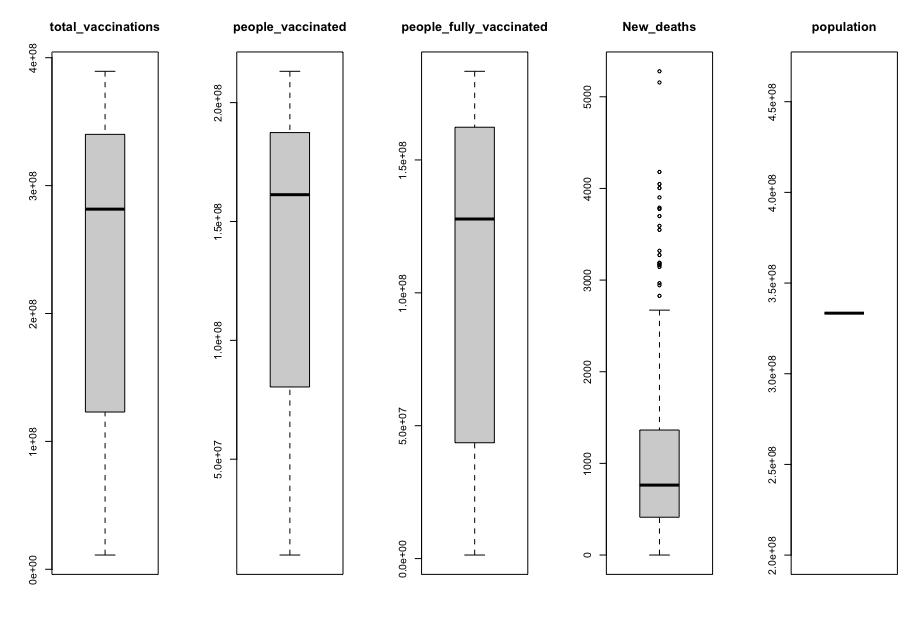 total_vaccinations
people_vaccinated
people_fully_vaccinated
New_deaths
population
0e+00
1e+08
2e+08
3e+08
4e+08
5.0e+07
1.0e+08
1.5e+08
2.0e+08
0.0e+00
5.0e+07
1.0e+08
1.5e+08
0
1000
2000
3000
4000
5000
2.0e+08
2.5e+08
3.0e+08
3.5e+08
4.0e+08
4.5e+08